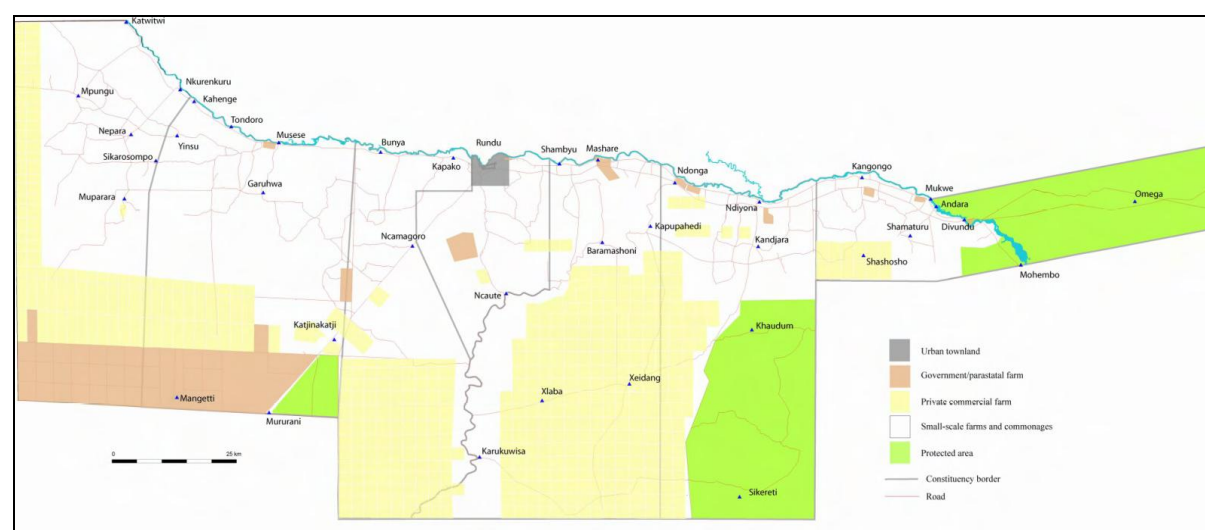 Katwitwi
Nkurenkuru
Mpungu
Kahenge
Tondoro
Nepara
Yinsu
Musese
Bunya
Rundu
Sikarosompo
Kapako
Shambyu
Mashare
Ndonga
Kangongo
Garuhwa
Muparara
Mukwe
Andara
Omega
Ndiyona
Divundu
Kapupahedi
Shamaturu
Ncamagoro
Baramashoni
Kandjara
Shashosho
Mohembo
Ncaute
Katjinakatji
Khaudum
Xeidang
Xlaba
Mangetti
Mururani
Karukuwisa
Sikereti
0 25 km
Urban townland
Government/parastatal farm
Private commercial farm
Small-scale farms and commonages
Protected area
Constituency border
Road